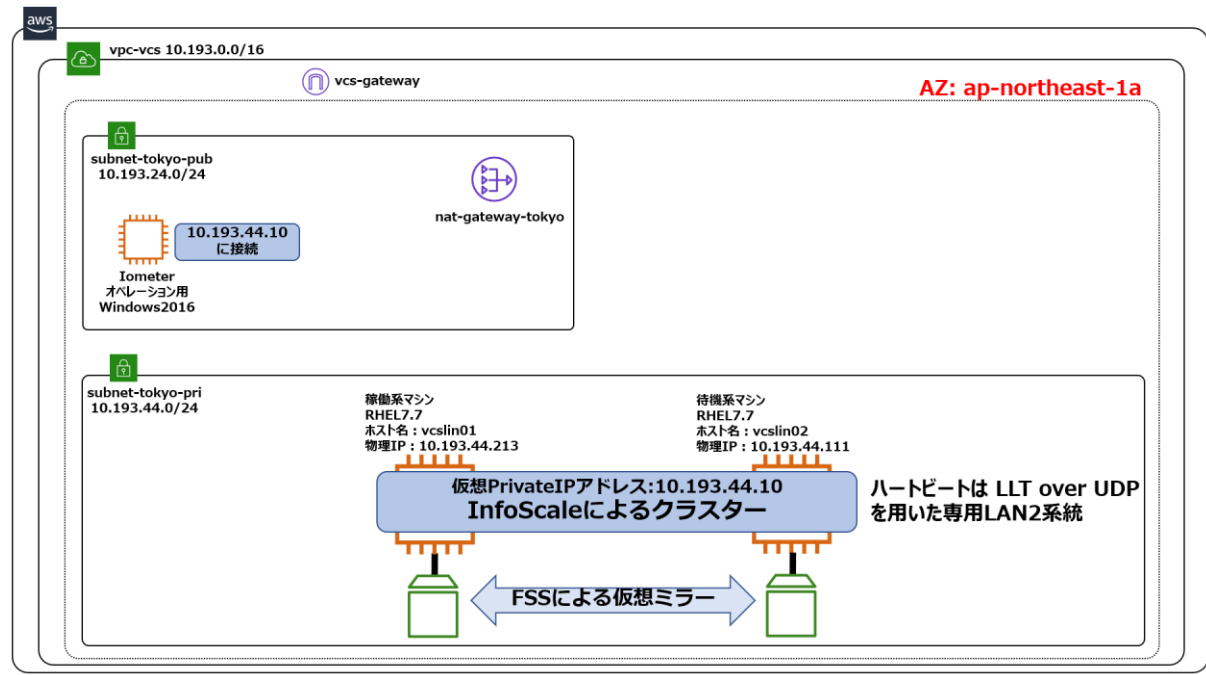 aws
vpc-vcs 10.193.0.0/16
vcs-gateway
AZ: ap-northeast-1a
subnet-tokyo-pub
10.193.24.0/24
10.193.44.10
に接続
Iometer
オペレーション用
Windows2016
nat-gateway-tokyo
subnet-tokyo-pri
10.193.44.0/24
稼働系マシン
RHEL7.7
ホスト名：vcslin01
物理IP：10.193.44.213
待機系マシン
RHEL7.7
ホスト名：vcslin02
物理IP：10.193.44.111
仮想PrivateIPアドレス:10.193.44.10
InfoScaleによるクラスター
ハートビートは LLT over UDP
を用いた専用LAN2系統
FSSによる仮想ミラー